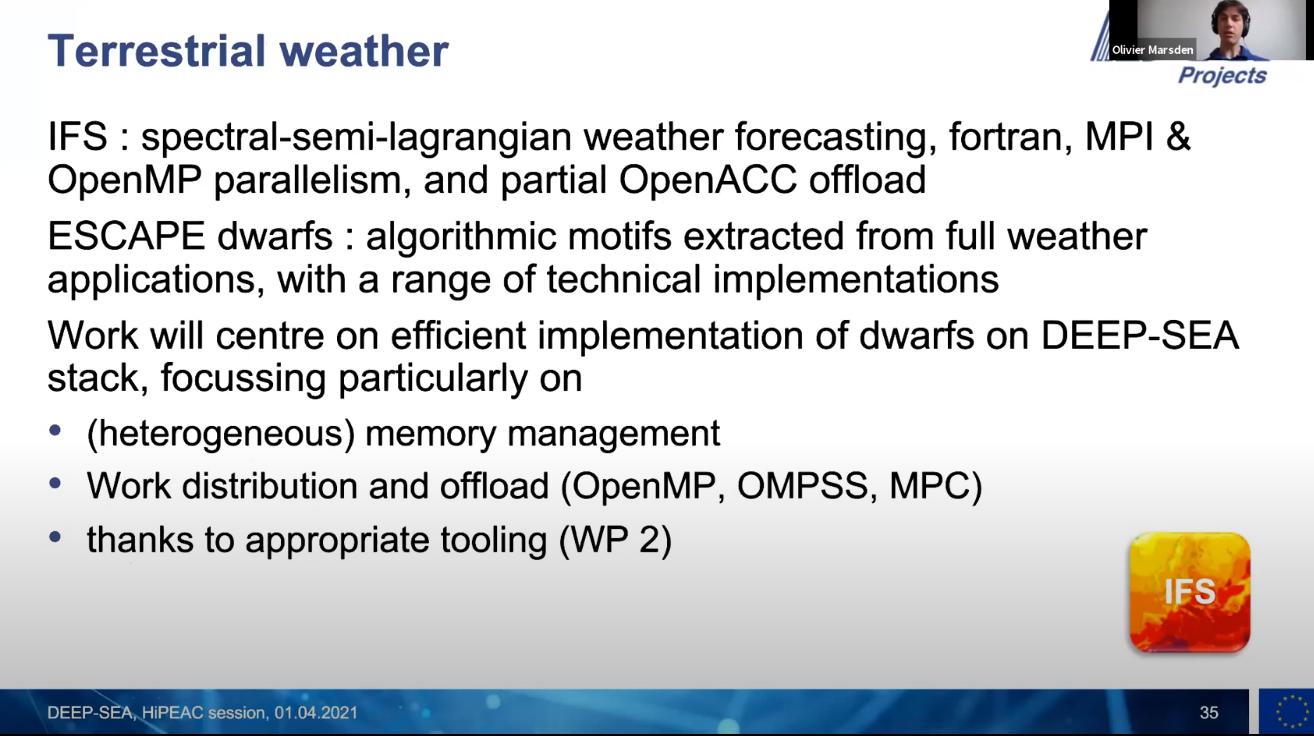 Terrestrial weather
Olivier Marsden
Projects
IFS : spectral-semi-lagrangian weather forecasting, fortran, MPI &
OpenMP parallelism, and partial OpenACC offload
ESCAPE dwarfs : algorithmic motifs extracted from full weather
applications, with a range of technical implementations
Work will centre on efficient implementation of dwarfs on DEEP-SEA
stack, focussing particularly on
• (heterogeneous) memory management
• Work distribution and offload (OpenMP, OMPSS, MPC)
• thanks to appropriate tooling (WP 2)
IFS
DEEP-SEA, HiPEAC session, 01.04.2021
35